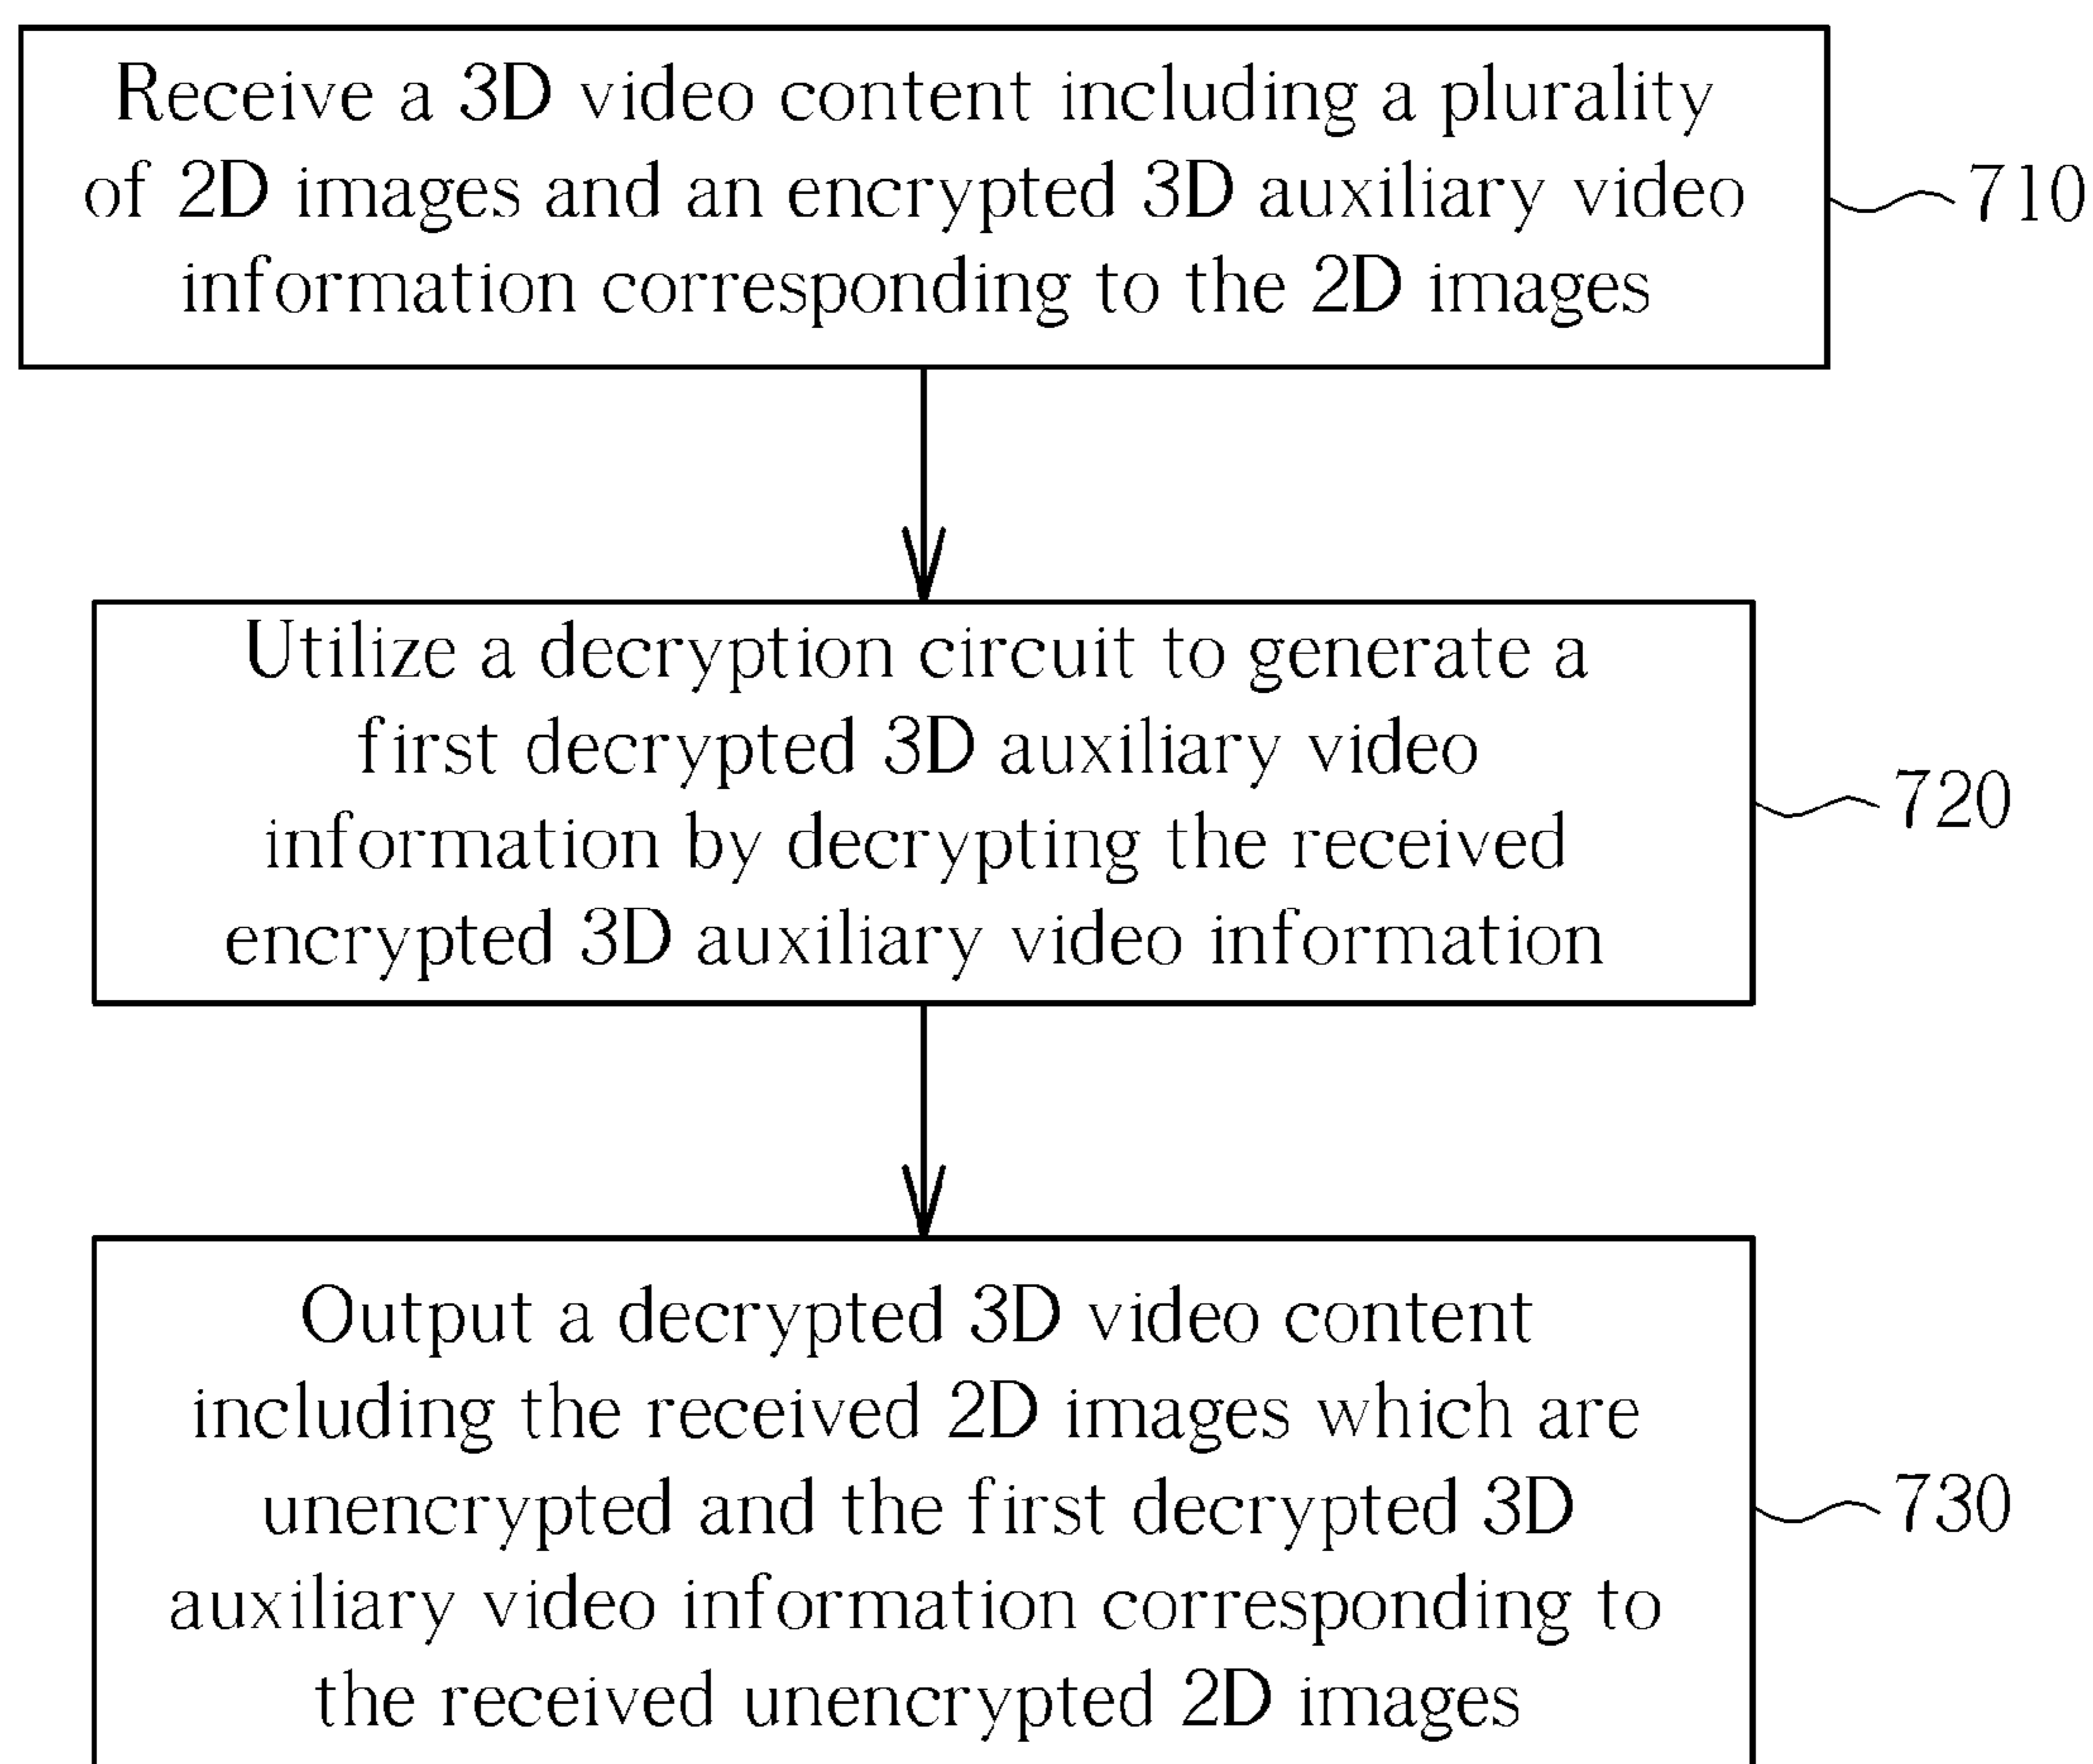 Receive a 3D video content including a plurality
of 2D images and an encrypted 3D auxiliary video
information corresponding to the 2D images
710
Utilize a decryption circuit to generate a
first decrypted 3D auxiliary video
information by decrypting the received
encrypted 3D auxiliary video information
720
Output a decrypted 3D video content
including the received 2D images which are
unencrypted and the first decrypted 3D
auxiliary video information corresponding to
the received unencrypted 2D images
730